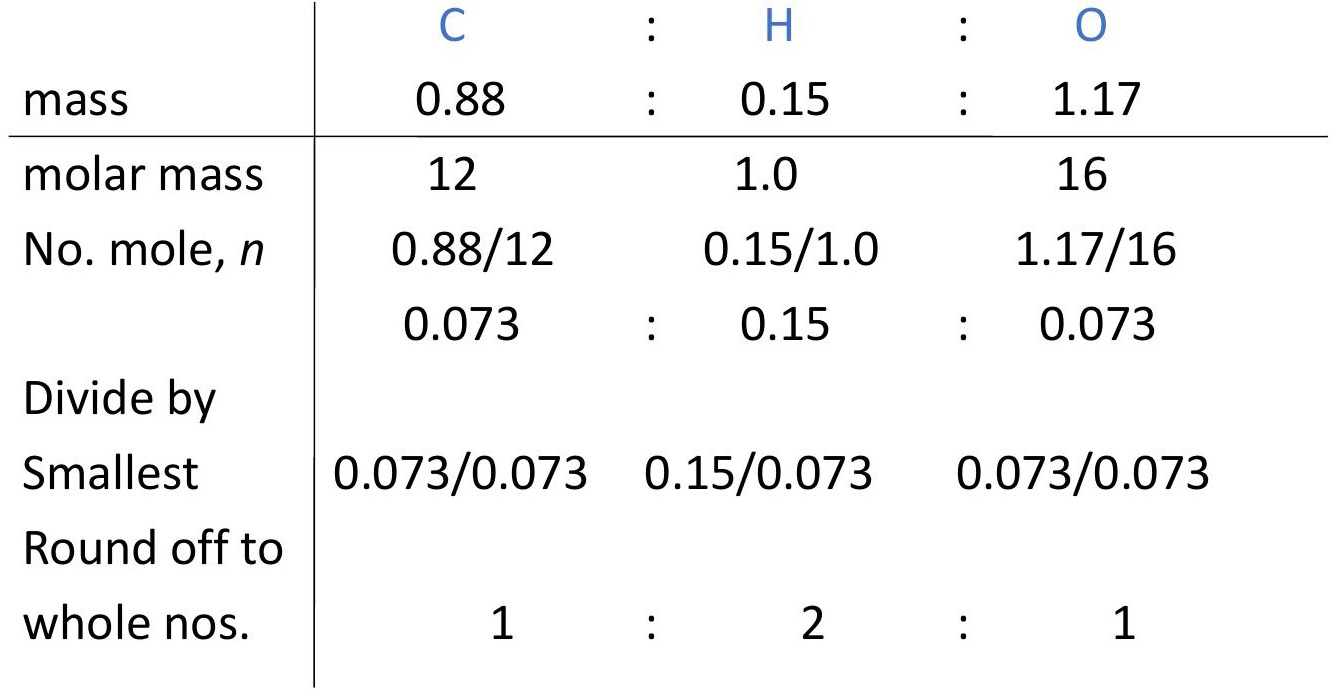 C : H : O
mass 0.88 : 0.15 : 1.17
molar mass 12 1.0 16
No. mole, n 0.88/12 0.15/1.0 1.17/16
0.073 : 0.15 : 0.073
Divide by
Smallest 0.073/0.073 0.15/0.073 0.073/0.073
Round off to
whole nos. 1 : 2 : 1